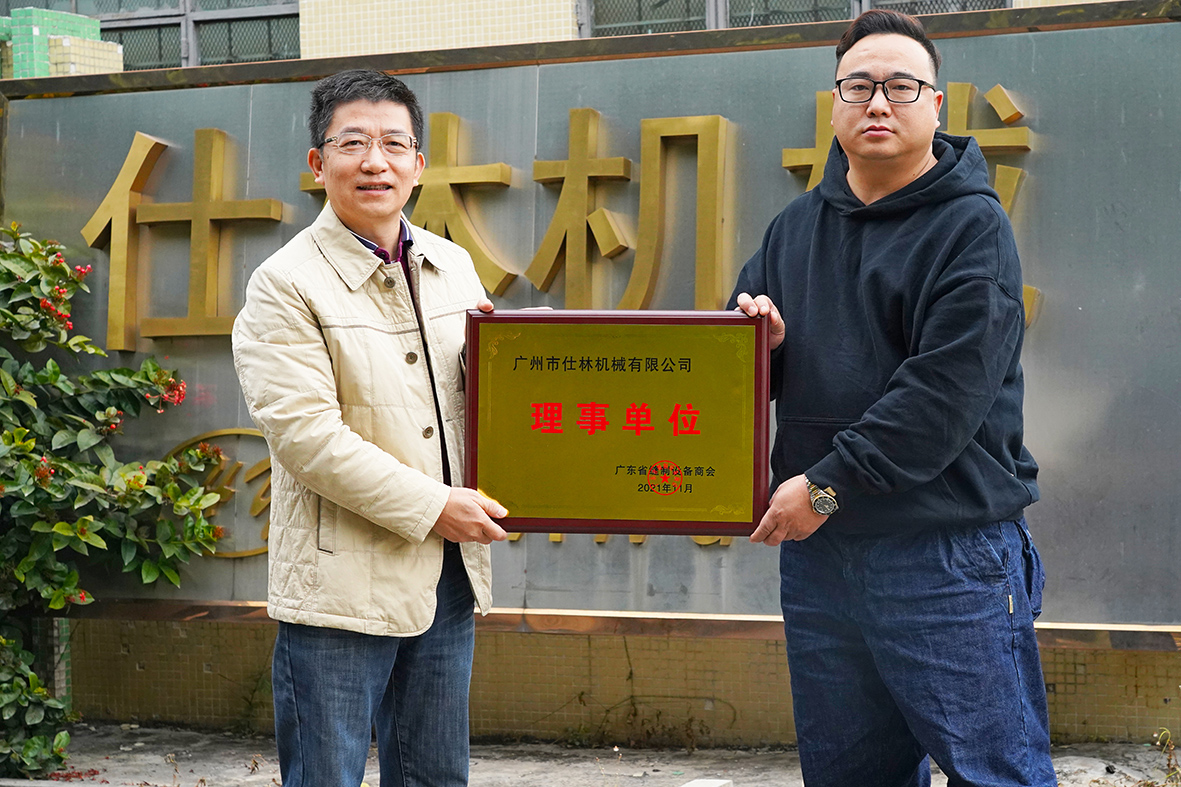 仕林机械
广州市仕林机械有限公司
理事单位
广东省缝制设备商会
2021年11月